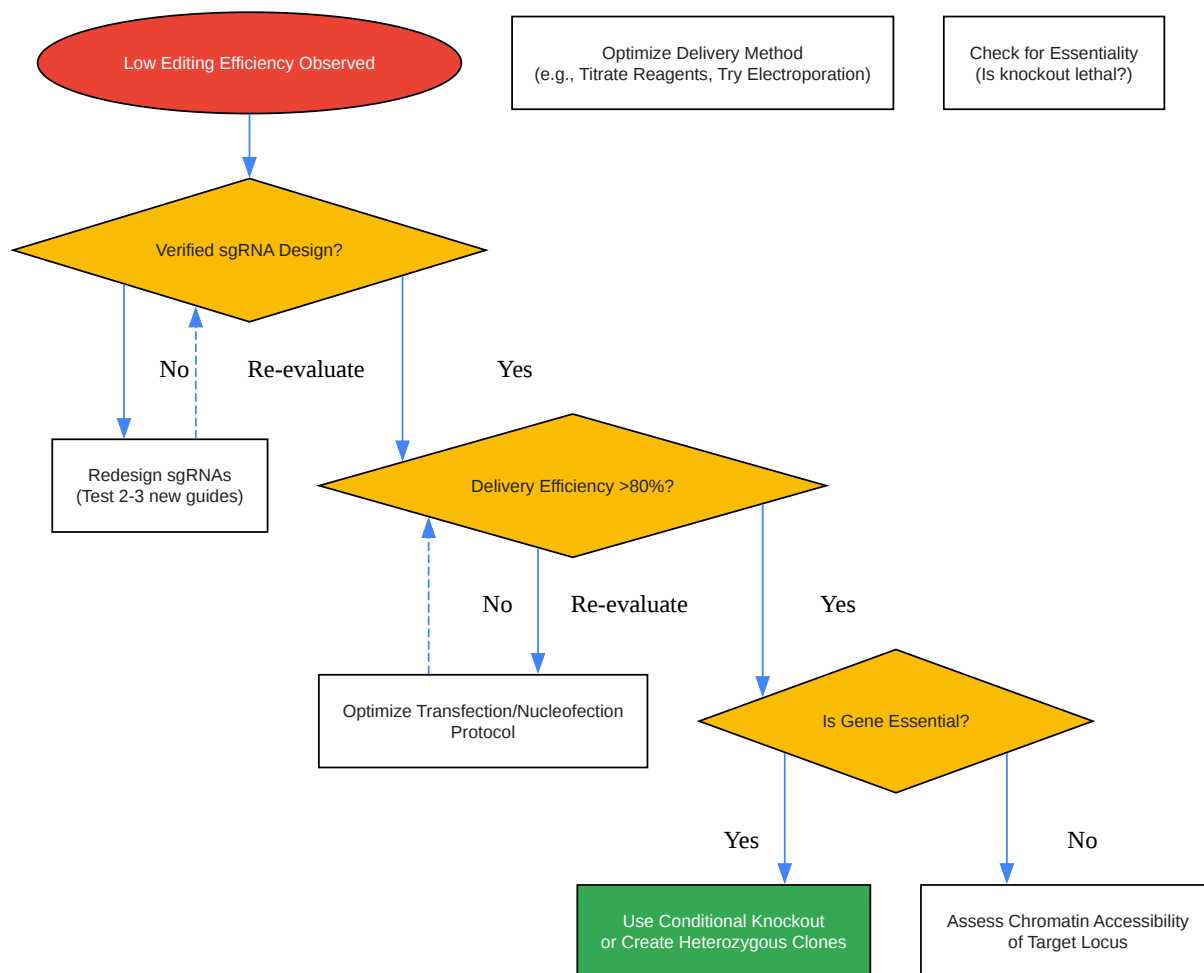 Low Editing Efficiency Observed
Optimize Delivery Method
(e.g., Titrate Reagents, Try Electroporation)
Check for Essentiality
(Is knockout lethal?)
Verified sgRNA Design?
No
Re-evaluate
Yes
Redesign sgRNAs
(Test 2-3 new guides)
Delivery Efficiency >80%?
No
Re-evaluate
Yes
Optimize Transfection/Nucleofection
Protocol
Is Gene Essential?
Yes
No
Use Conditional Knockout
or Create Heterozygous Clones
Assess Chromatin Accessibility
of Target Locus